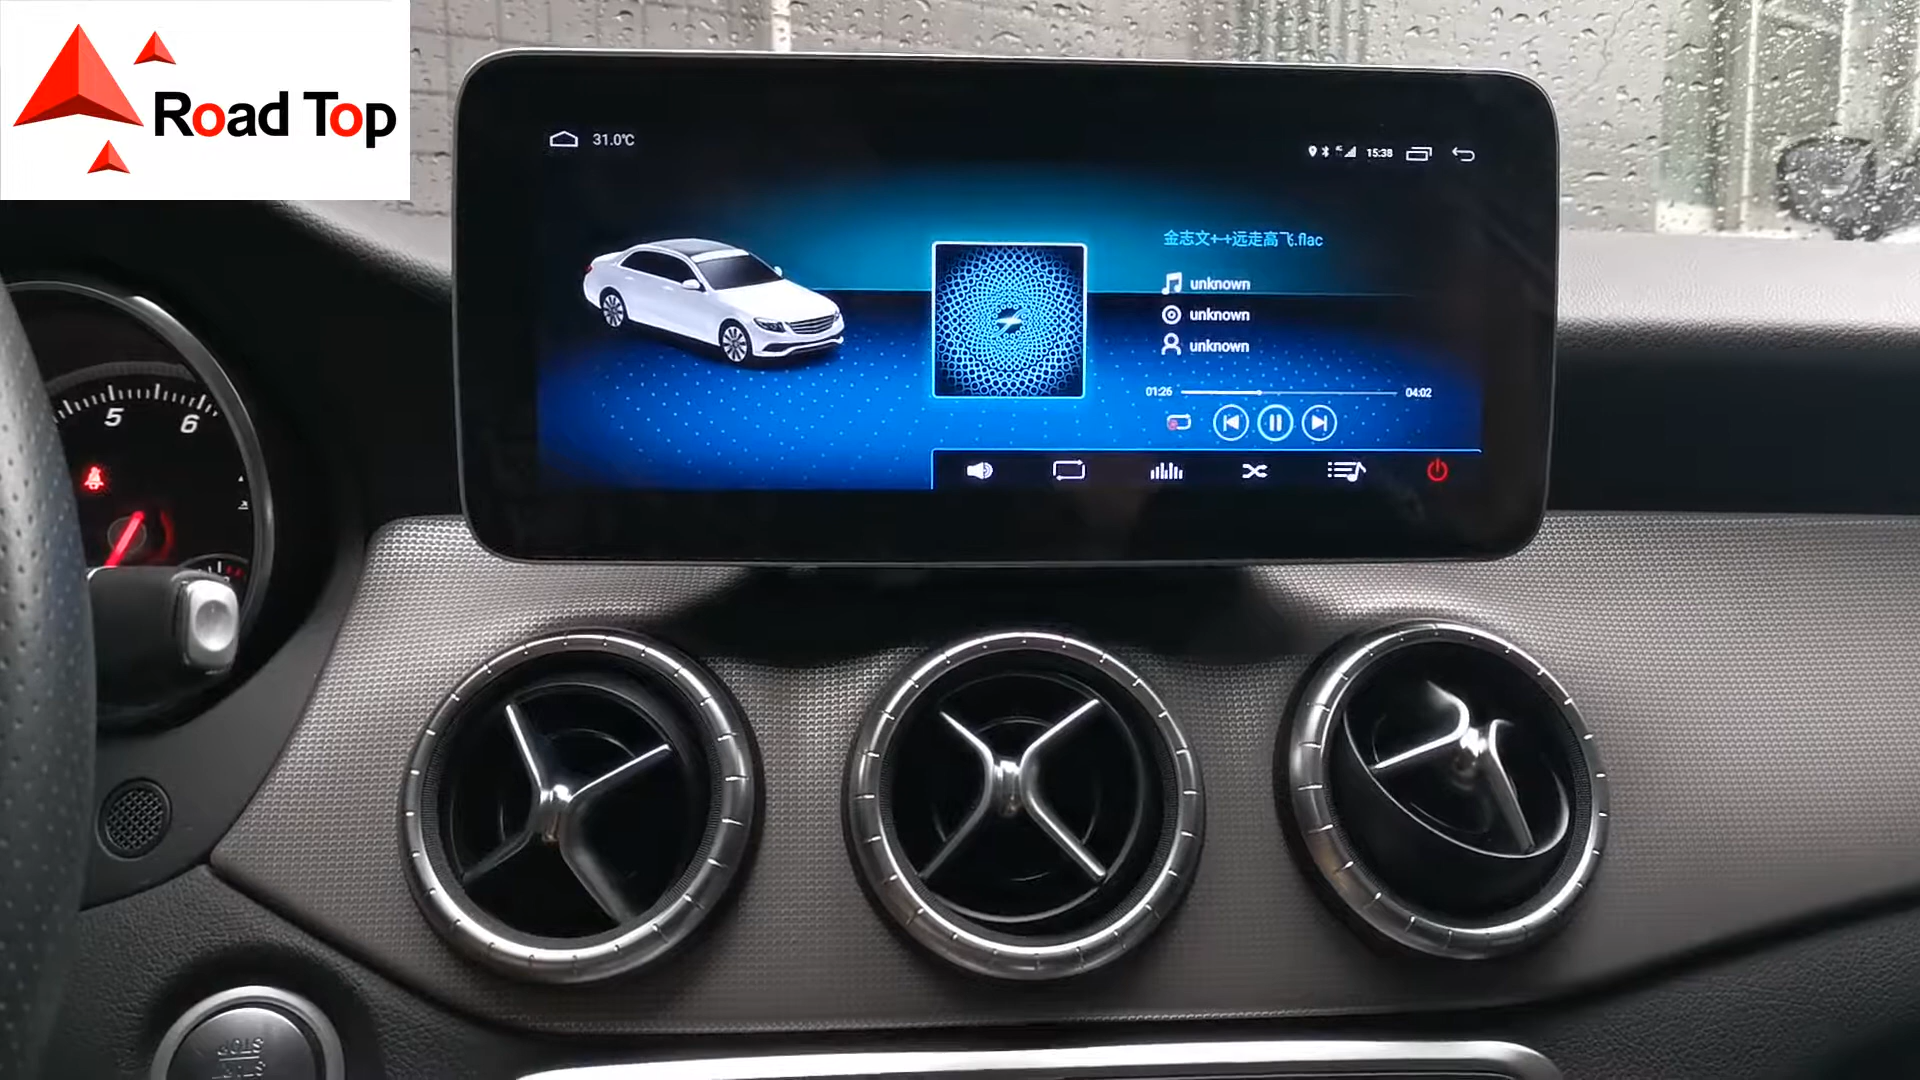 Road Top
31.0℃
15:38
金志文++远走高飞.flac
unknown
unknown
unknown
01:26
04:02
5
6